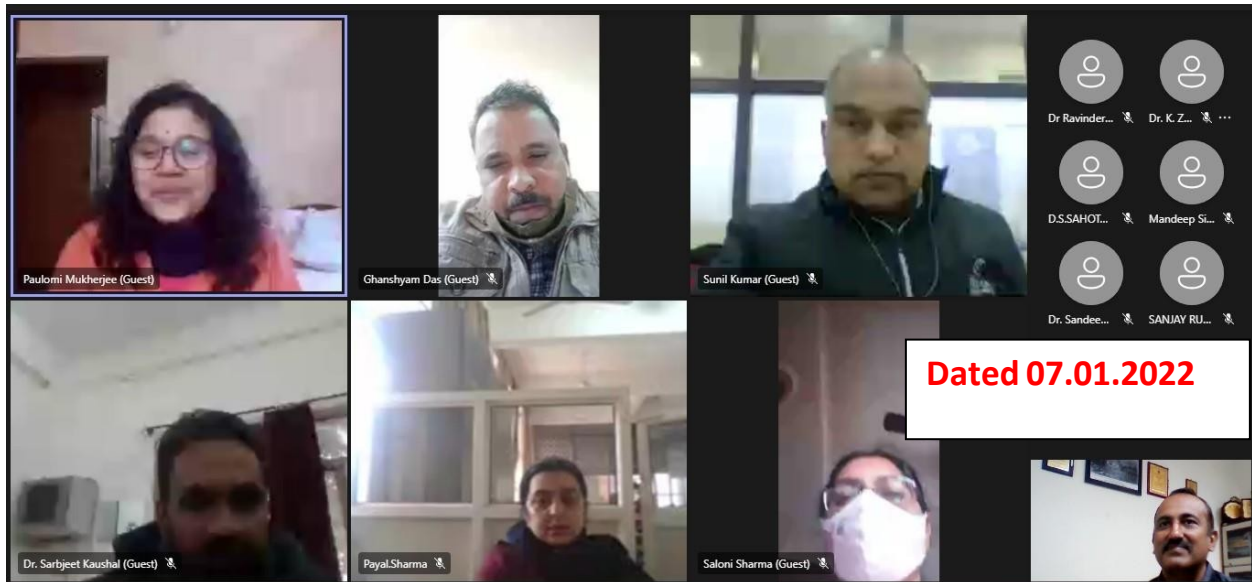 Paulomi Mukherjee (Guest)
Ghanshyam Das (Guest)
Sunil Kumar (Guest)
Dr Ravinder...
Dr. K. Z... ...
D.S.SAHOT...
Mandeep Si...
Dr. Sandee...
SANJAY RU...
Dated 07.01.2022
Dr. Sarbjeet Kaushal (Guest)
Payal.Sharma
Saloni Sharma (Guest)